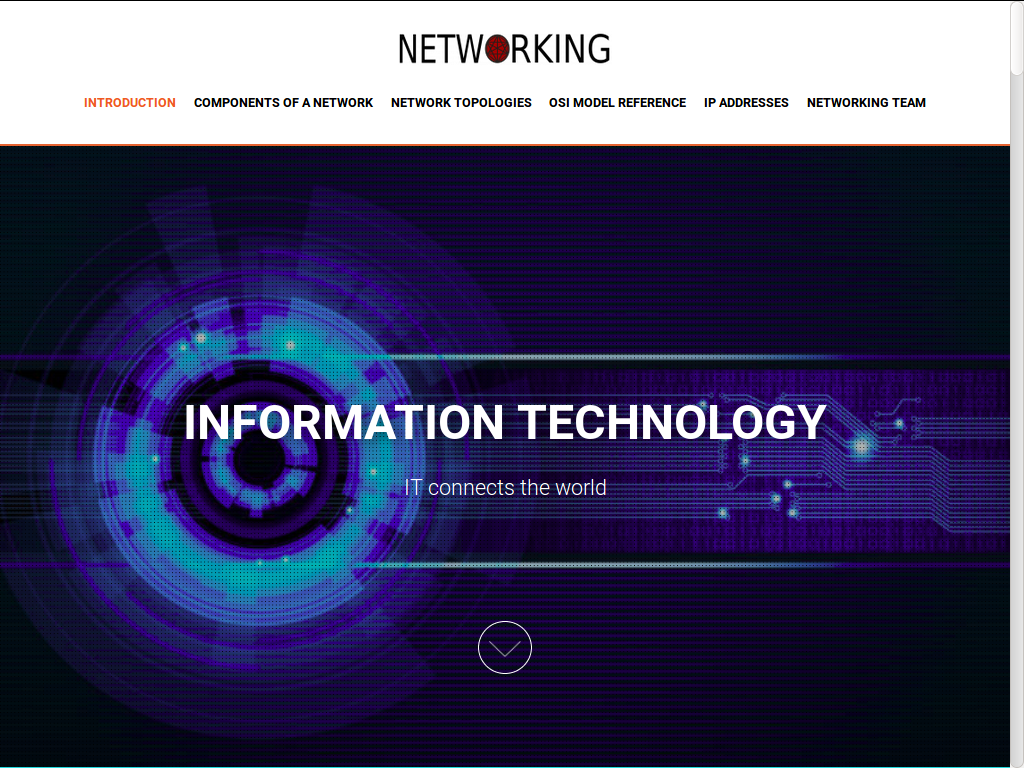 NETWORKING
INTRODUCTION COMPONENTS OF A NETWORK NETWORK TOPOLOGIES OSI MODEL REFERENCE IP ADDRESSES NETWORKING TEAM
INFORMATION TECHNOLOGY
IT connects the world